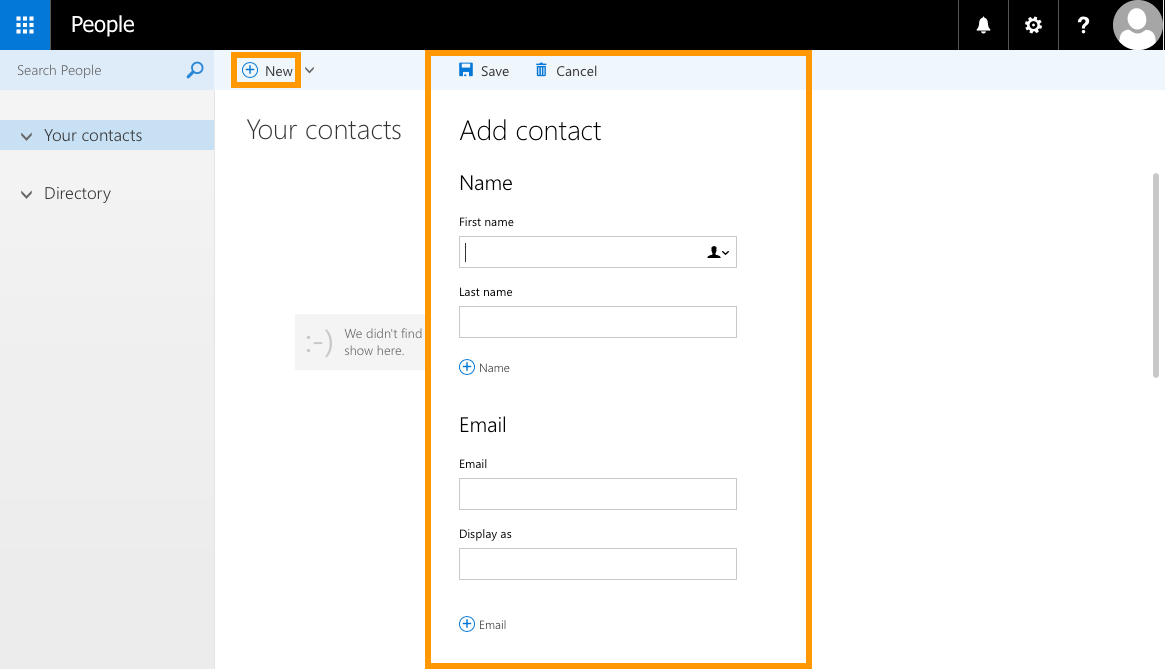 People
?
Search People
New
Save
Cancel
Your contacts
Directory
Your contacts
:-)
We didn't find
show here.
Add contact
Name
First name
Last name
Name
Email
Email
Display as
Email